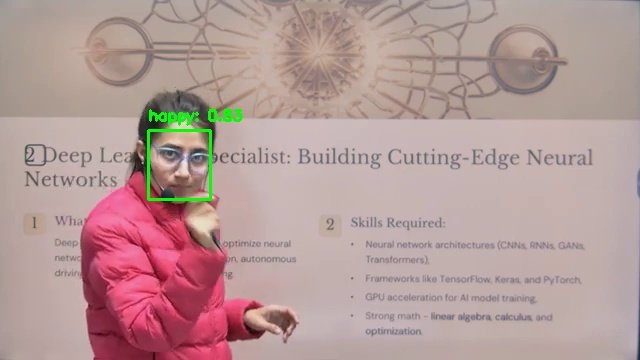 happy: 0.83
2 Deep Lea pecialist: Building Cutting-Edge Neural
Networks
1 Wha
Deep optimize neural
netwo n, autonomous
drivin g.
2 Skills Required:
• Neural network architectures (CNNs, RNNs, GANs,
Transformers).
• Frameworks like TensorFlow, Keras, and PyTorch.
• GPU acceleration for AI model training.
• Strong math – linear algebra, calculus, and
optimization.